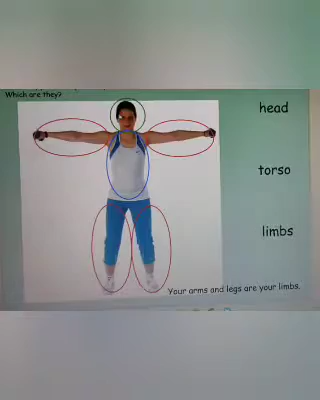 Which are they?
head
torso
limbs
Your arms and legs are your limbs.